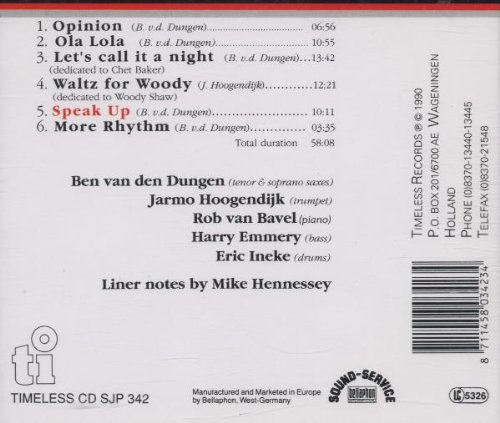 1. Opinion (B. v.d. Dungen) .................. 06:56
2. Ola Lola (B. v.d. Dungen) ................ 10:55
3. Let's call it a night (B. v.d. Dungen)... 13:42
(dedicated to Chet Baker)
4. Waltz for Woody (J. Hoogendijk)........... 12:21
(dedicated to Woody Shaw)
5. Speak Up (B. v.d. Dungen) ................ 10:11
6. More Rhythm (B. v.d. Dungen) ............. 03:35
Total duration 58:08
Ben van den Dungen (tenor & soprano saxes)
Jarmo Hoogendijk (trumpet)
Rob van Bavel (piano)
Harry Emmery (bass)
Eric Ineke (drums)
Liner notes by Mike Hennessey
ti
TIMELESS CD SJP 342
Manufactured and Marketed in Europe
by Bellaphon, West-Germany
SOUND-SERVICE
bellaphon
LC 5326
TIMELESS RECORDS ℗ © 1990
P.O. BOX 201/6700 AE WAGENINGEN
HOLLAND
PHONE (0)8370-13440-13445
TELEFAX (0)8370-21548
8 711458 034234